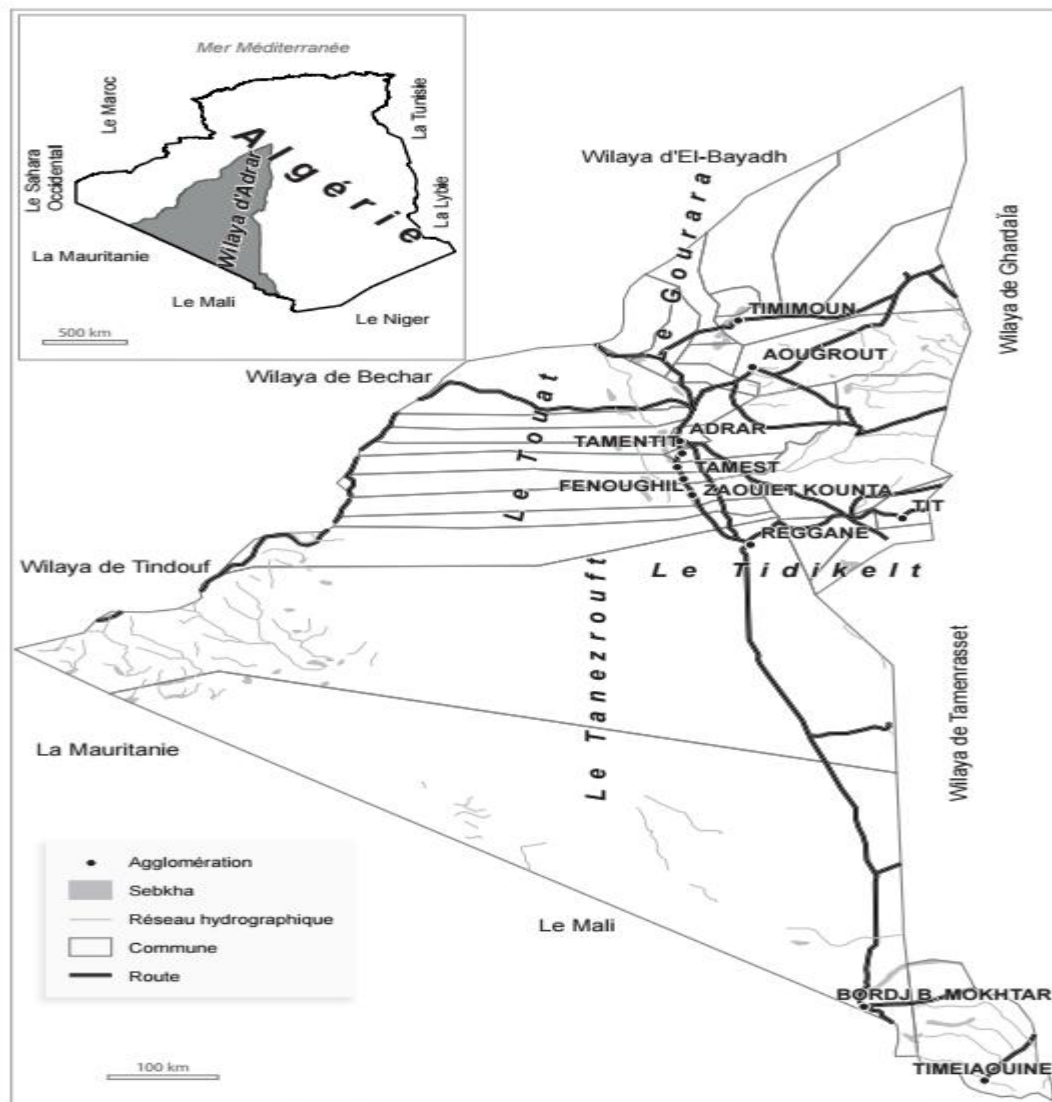 Mer Méditerranée
Le Maroc
La Tunisie
Algérie
Le Sahara
Occidental
Wilaya d'Adrar
La Lybie
La Mauritanie
Le Mali
Le Niger
500 km
Wilaya d'El-Bayadh
Le Gourara
Wilaya de Ghardaïa
TIMIMOUN
AOUGROUT
Wilaya de Bechar
Le Touat
ADRAR
TAMENTIT
TAMEST
FENOUGHIL
ZAOUIET KOUNTA
TIT
REGGANE
Wilaya de Tindouf
Le Tidikelt
Le Tanezrouft
Wilaya de Tamenrasset
La Mauritanie
Le Mali
Agglomération
Sebkha
Réseau hydrographique
Commune
Route
BORDJ B. MOKHTAR
TIMEIAOUINE
100 km